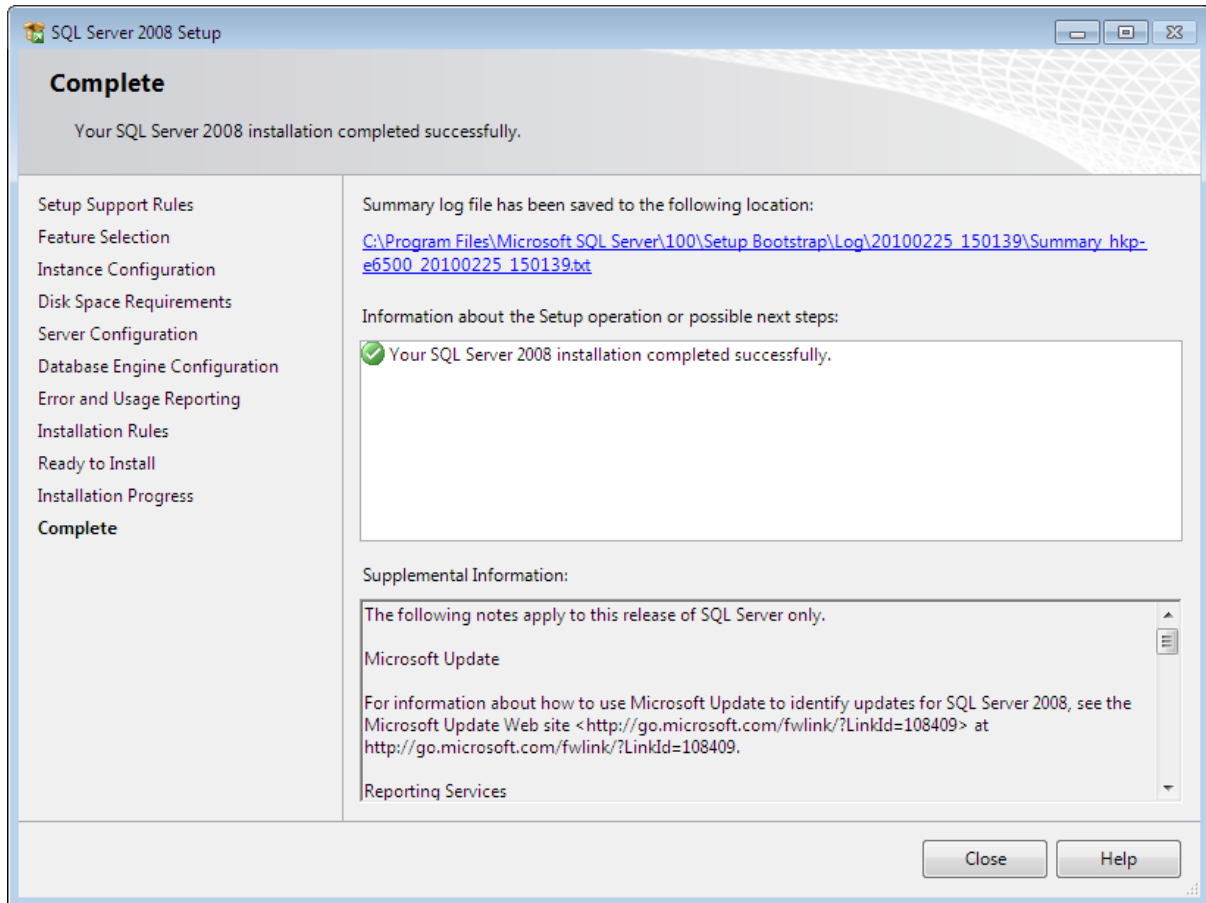 SQL Server 2008 Setup
Complete
Your SQL Server 2008 installation completed successfully.
Setup Support Rules
Feature Selection
Instance Configuration
Disk Space Requirements
Server Configuration
Database Engine Configuration
Error and Usage Reporting
Installation Rules
Ready to Install
Installation Progress
Complete
Summary log file has been saved to the following location:
C:\Program Files\Microsoft SQL Server\100\Setup Bootstrap\Log\20100225_150139\Summary_hkp-
e6500_20100225_150139.txt
Information about the Setup operation or possible next steps:
Your SQL Server 2008 installation completed successfully.
Supplemental Information:
The following notes apply to this release of SQL Server only.
Microsoft Update
For information about how to use Microsoft Update to identify updates for SQL Server 2008, see the
Microsoft Update Web site <http://go.microsoft.com/fwlink/?LinkId=108409> at
http://go.microsoft.com/fwlink/?LinkId=108409.
Reporting Services
Close
Help